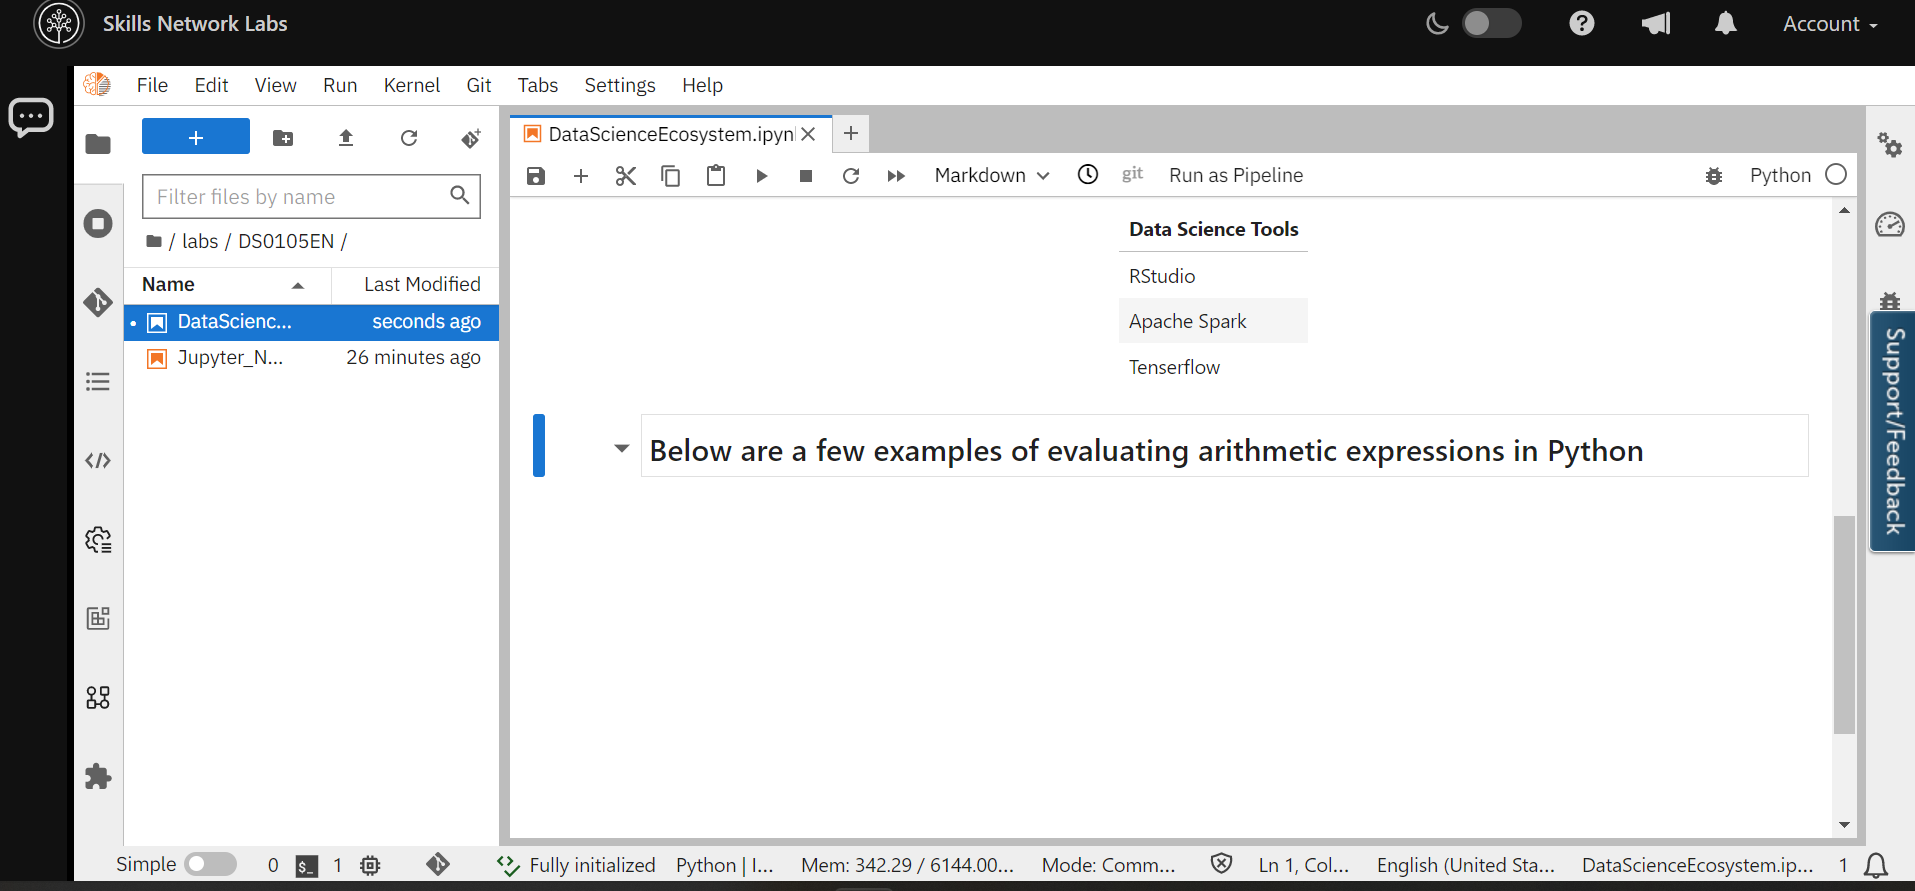 Skills Network Labs
Account
File Edit View Run Kernel Git Tabs Settings Help
+
DataScienceEcosystem.ipyn
Markdown git Run as Pipeline Python
Filter files by name
/ labs / DS0105EN /
Name Last Modified
DataScienc... seconds ago
Jupyter_N... 26 minutes ago
Data Science Tools
RStudio
Apache Spark
Tenserflow
Below are a few examples of evaluating arithmetic expressions in Python
Support/Feedback
Simple 0 $_ 1 Fully initialized Python | I... Mem: 342.29 / 6144.00... Mode: Comm... Ln 1, Col... English (United Sta... DataScienceEcosystem.ip... 1